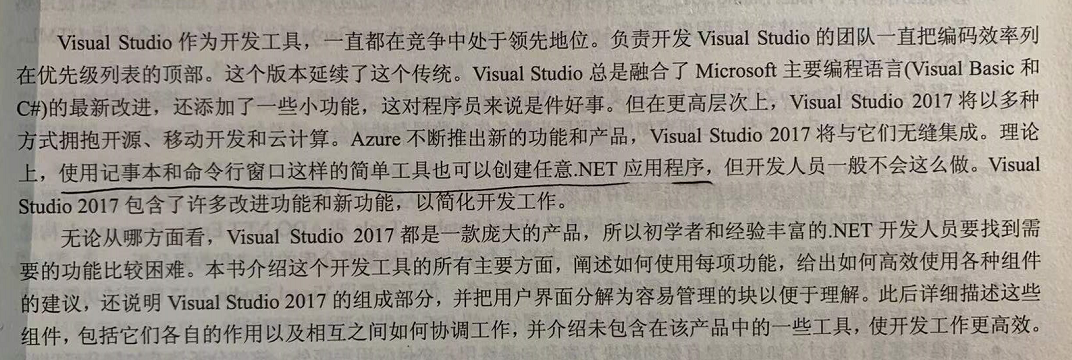 Visual Studio 作为开发工具，一直都在竞争中处于领先地位。负责开发 Visual Studio 的团队一直把编码效率列
在优先级列表的顶部。这个版本延续了这个传统。Visual Studio 总是融合了 Microsoft 主要编程语言(Visual Basic 和
C#)的最新改进，还添加了一些小功能，这对程序员来说是件好事。但在更高层次上，Visual Studio 2017 将以多种
方式拥抱开源、移动开发和云计算。Azure 不断推出新的功能和产品，Visual Studio 2017 将与它们无缝集成。理论
上，使用记事本和命令行窗口这样的简单工具也可以创建任意.NET 应用程序，但开发人员一般不会这么做。Visual
Studio 2017 包含了许多改进功能和新功能，以简化开发工作。
无论从哪方面看，Visual Studio 2017 都是一款庞大的产品，所以初学者和经验丰富的.NET 开发人员要找到需
要的功能比较困难。本书介绍这个开发工具的所有主要方面，阐述如何使用每项功能，给出如何高效使用各种组件
的建议，还说明 Visual Studio 2017 的组成部分，并把用户界面分解为容易管理的块以便于理解。此后详细描述这些
组件，包括它们各自的作用以及相互之间如何协调工作，并介绍未包含在该产品中的一些工具，使开发工作更高效。